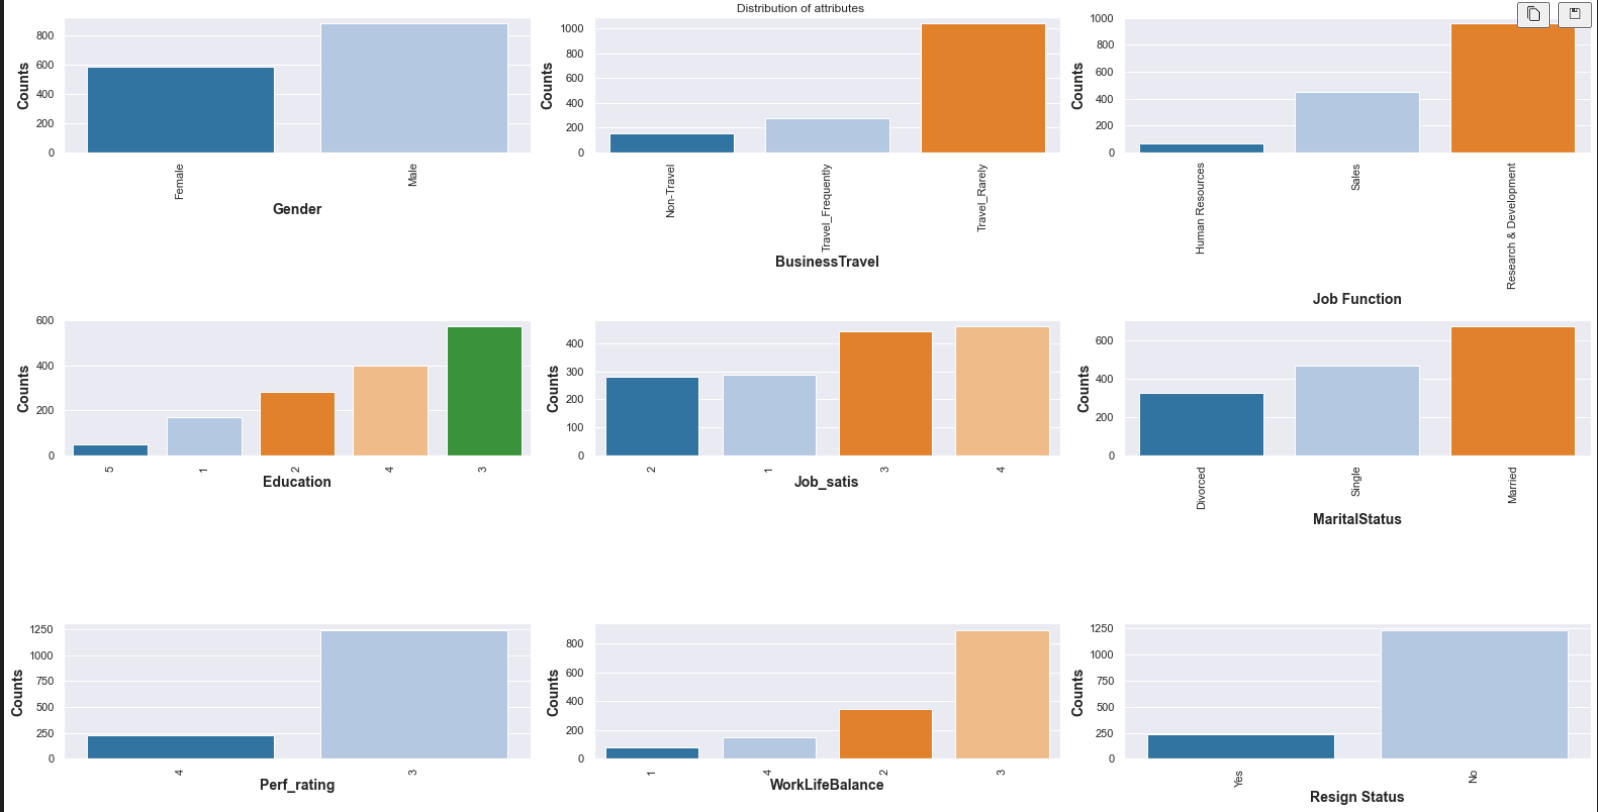 Distribution of attributes
Counts
800
600
400
200
0
Female
Male
Gender
Counts
1000
800
600
400
200
0
Non-Travel
Travel_Frequently
Travel_Rarely
BusinessTravel
Counts
1000
800
600
400
200
0
Human Resources
Sales
Research & Development
Job Function
Counts
600
400
200
0
5
1
2
4
3
Education
Counts
400
300
200
100
0
2
1
3
4
Job_satis
Counts
600
400
200
0
Divorced
Single
Married
MaritalStatus
Counts
1250
1000
750
500
250
0
4
3
Perf_rating
Counts
800
600
400
200
0
1
4
2
3
WorkLifeBalance
Counts
1250
1000
750
500
250
0
Yes
No
Resign Status